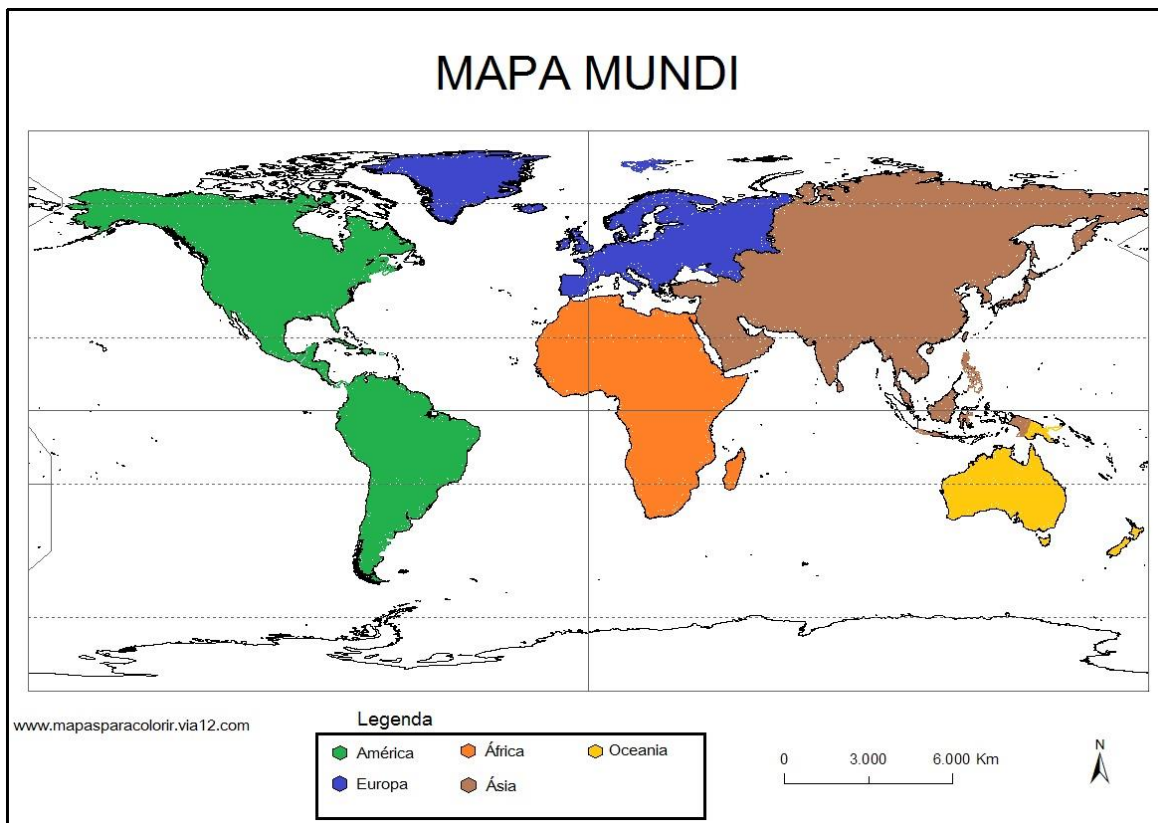 MAPA MUNDI
www.mapasparacolorir.via12.com
Legenda
América África Oceania
Europa Ásia
0 3.000 6.000 Km
N